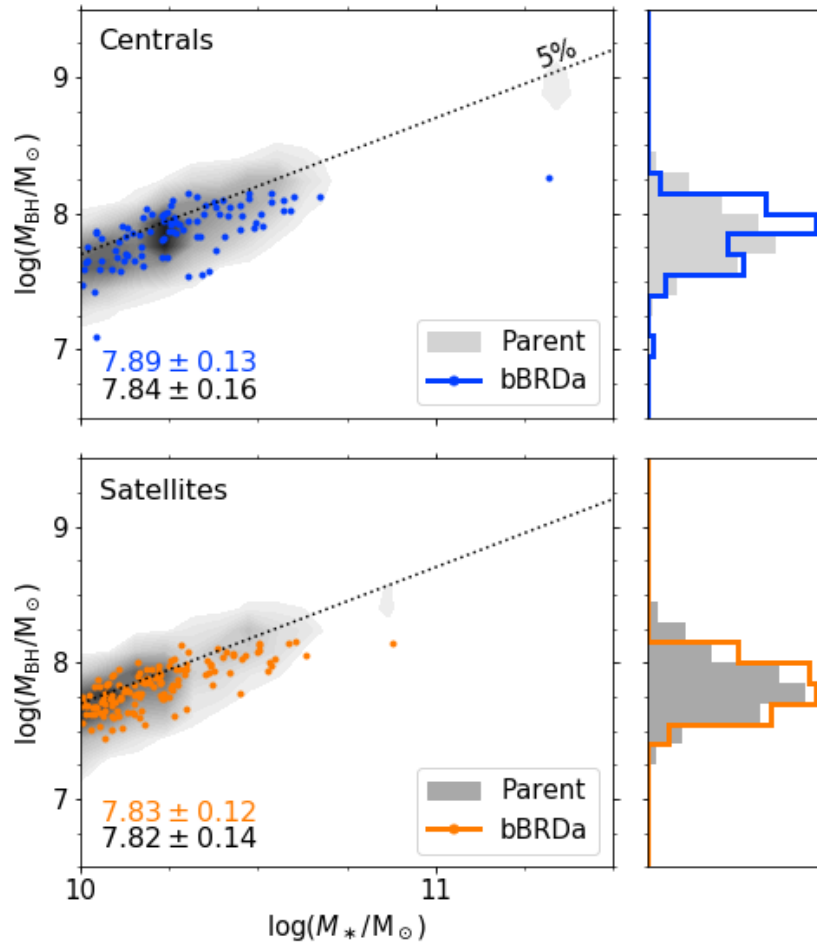 Centrals
5%
9
8
7
log(M_BH/M_⊙)
7.89 ± 0.13
7.84 ± 0.16
Parent
bBRDa
Satellites
9
8
7
log(M_BH/M_⊙)
7.83 ± 0.12
7.82 ± 0.14
Parent
bBRDa
10
11
log(M_*/M_⊙)